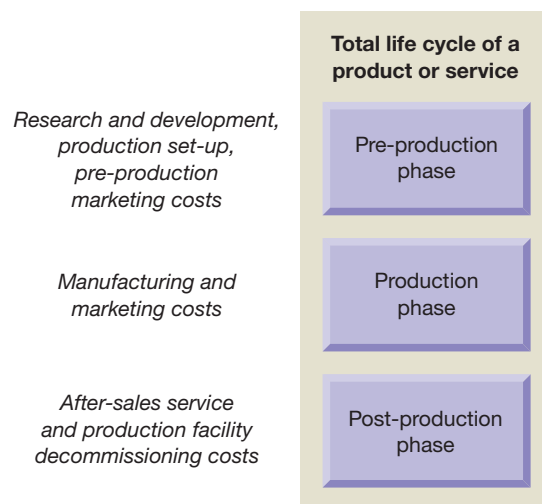 Total life cycle of a
product or service
Research and development,
production set-up,
pre-production
marketing costs
Pre-production
phase
Manufacturing and
marketing costs
Production
phase
After-sales service
and production facility
decommissioning costs
Post-production
phase